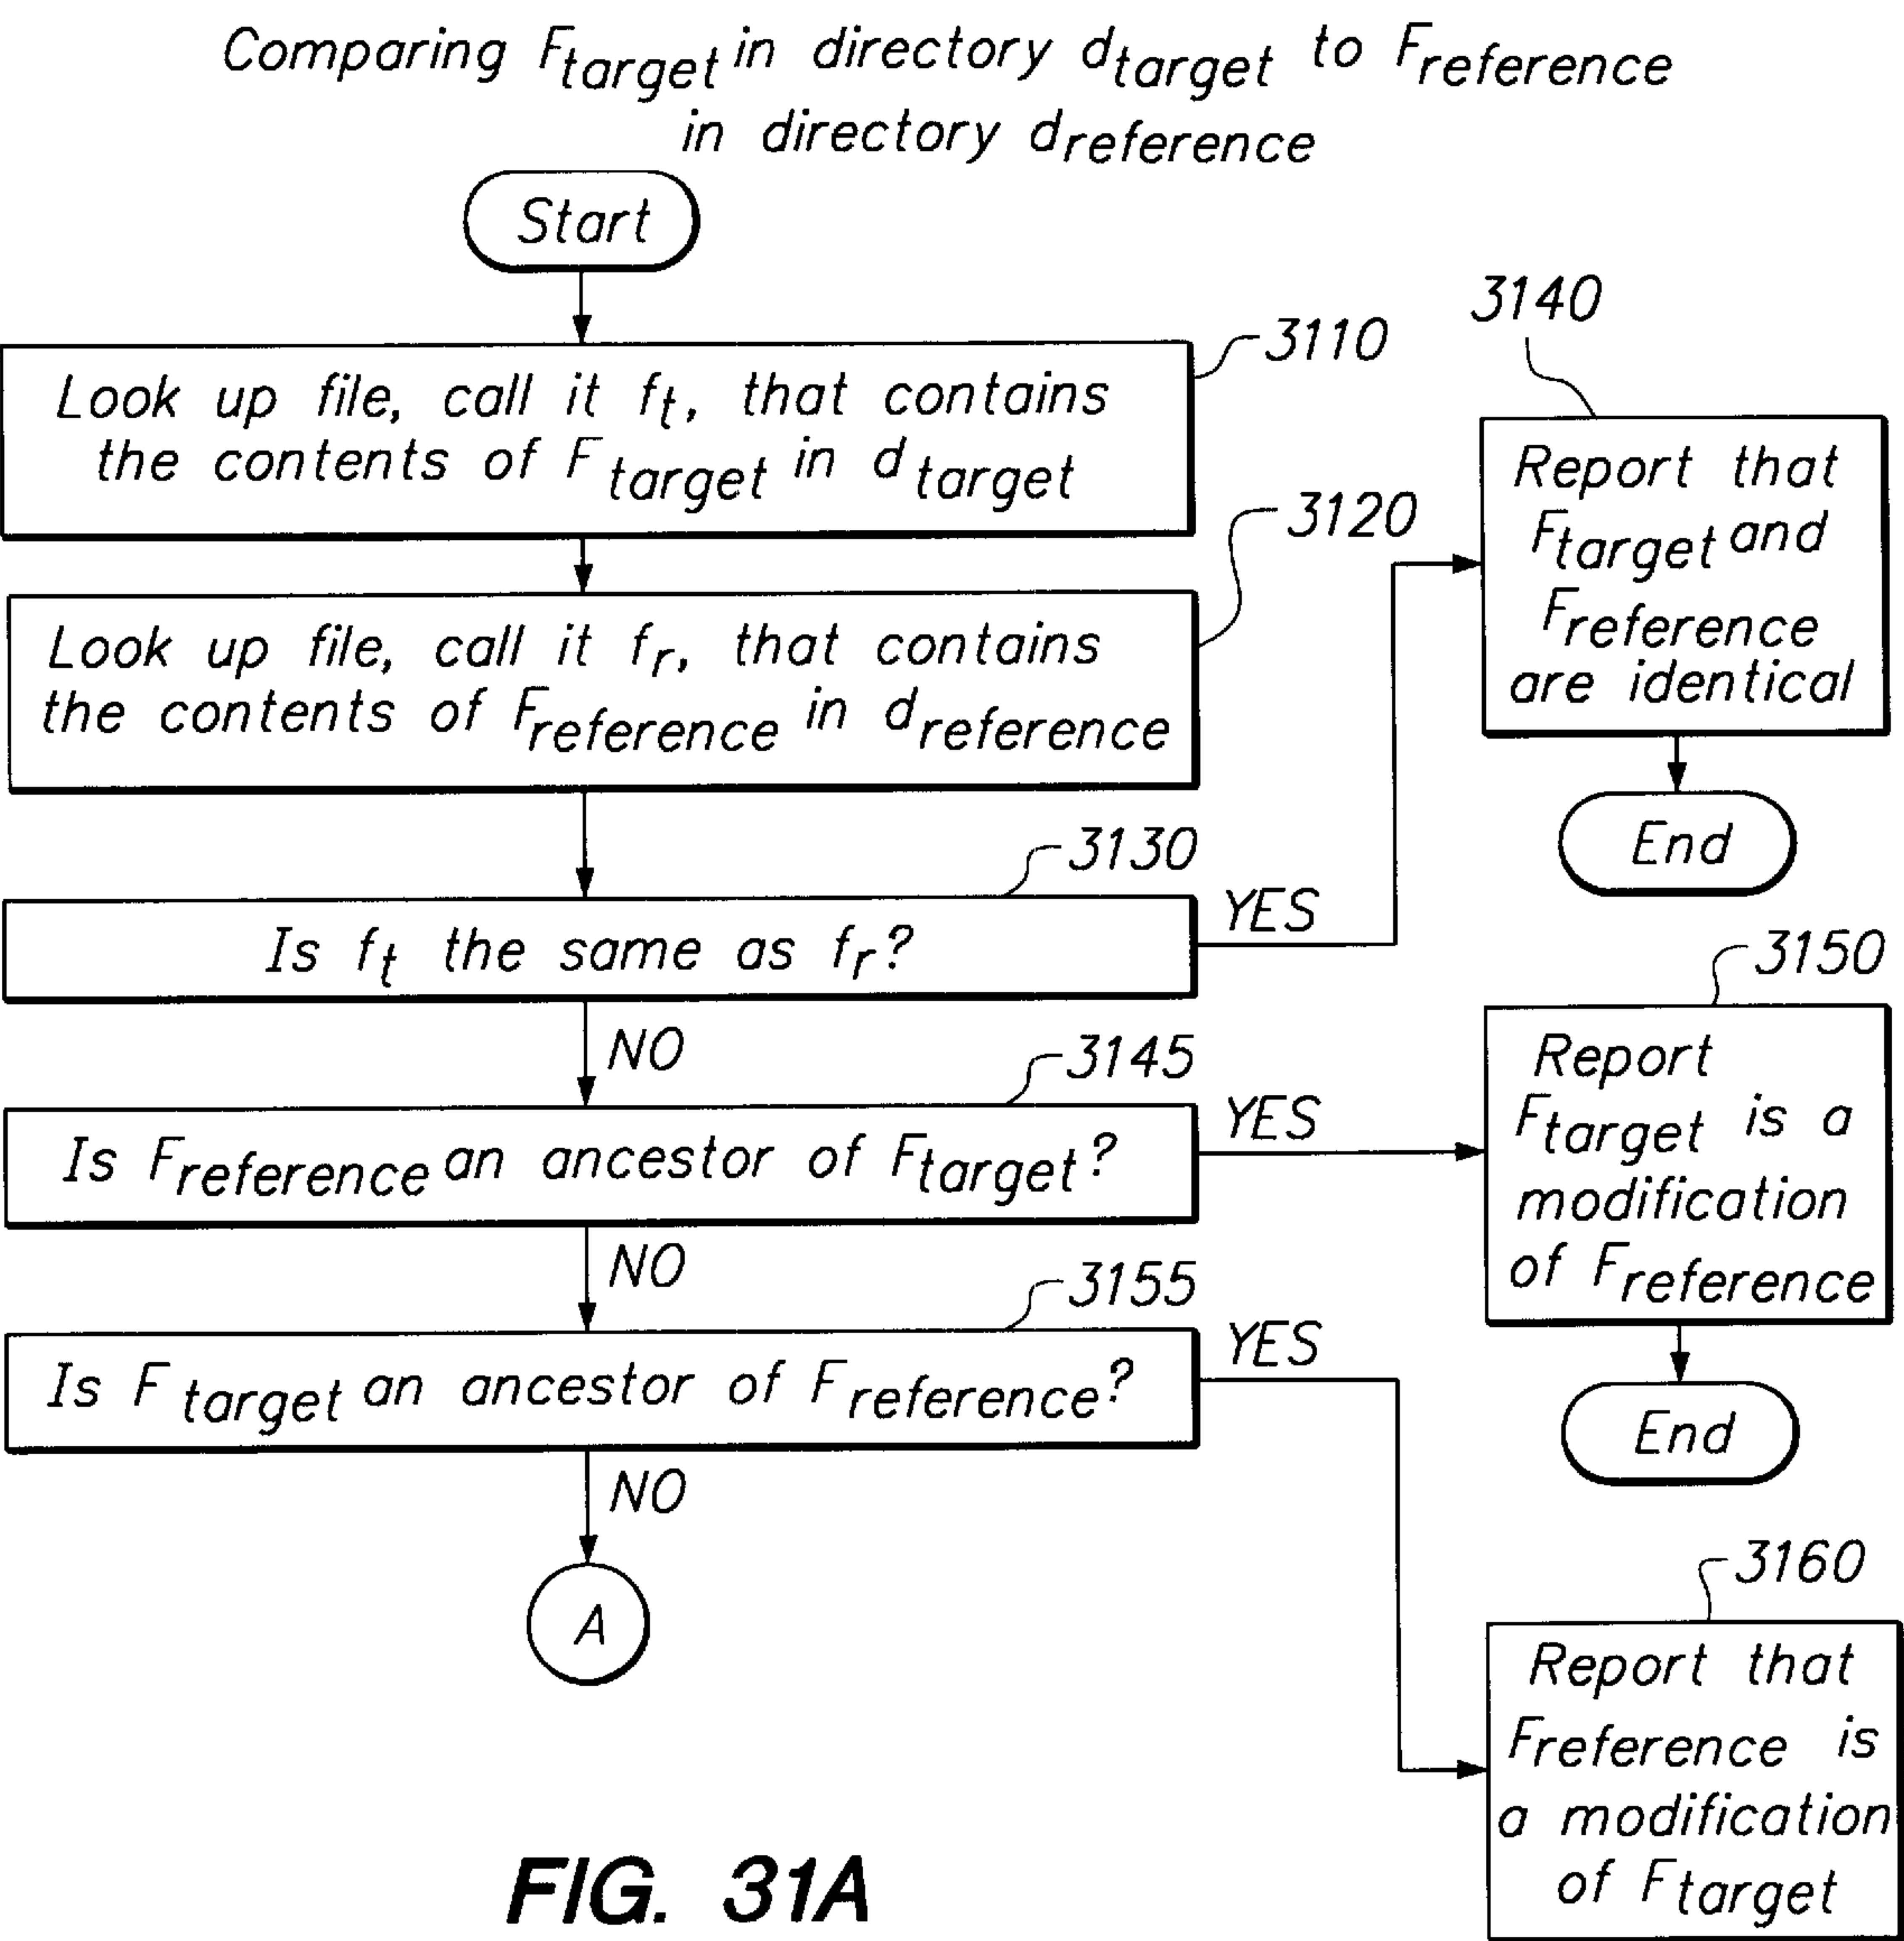 Comparing Ftarget in directory dtarget to Freference
in directory dreference
Start
3110
Look up file, call it ft, that contains
the contents of Ftarget in dtarget
3120
Look up file, call it fr, that contains
the contents of Freference in dreference
3130
Is ft the same as fr?
YES
3140
Report that
Ftarget and
Freference
are identical
End
NO
3145
Is Freference an ancestor of Ftarget?
YES
3150
Report
Ftarget is a
modification
of Freference
End
NO
3155
Is Ftarget an ancestor of Freference?
YES
NO
A
3160
Report that
Freference is
a modification
of Ftarget
FIG. 31A